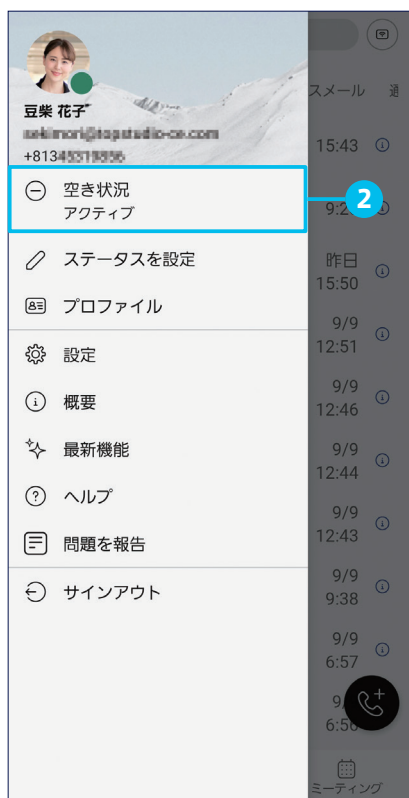 豆柴 花子
+813
空き状況
アクティブ
ステータスを設定
プロファイル
設定
概要
最新機能
ヘルプ
問題を報告
サインアウト
2
スメール
15:43
昨日
15:50
9/9
12:51
9/9
12:46
9/9
12:44
9/9
12:43
9/9
9:38
9/9
6:57
ミーティング